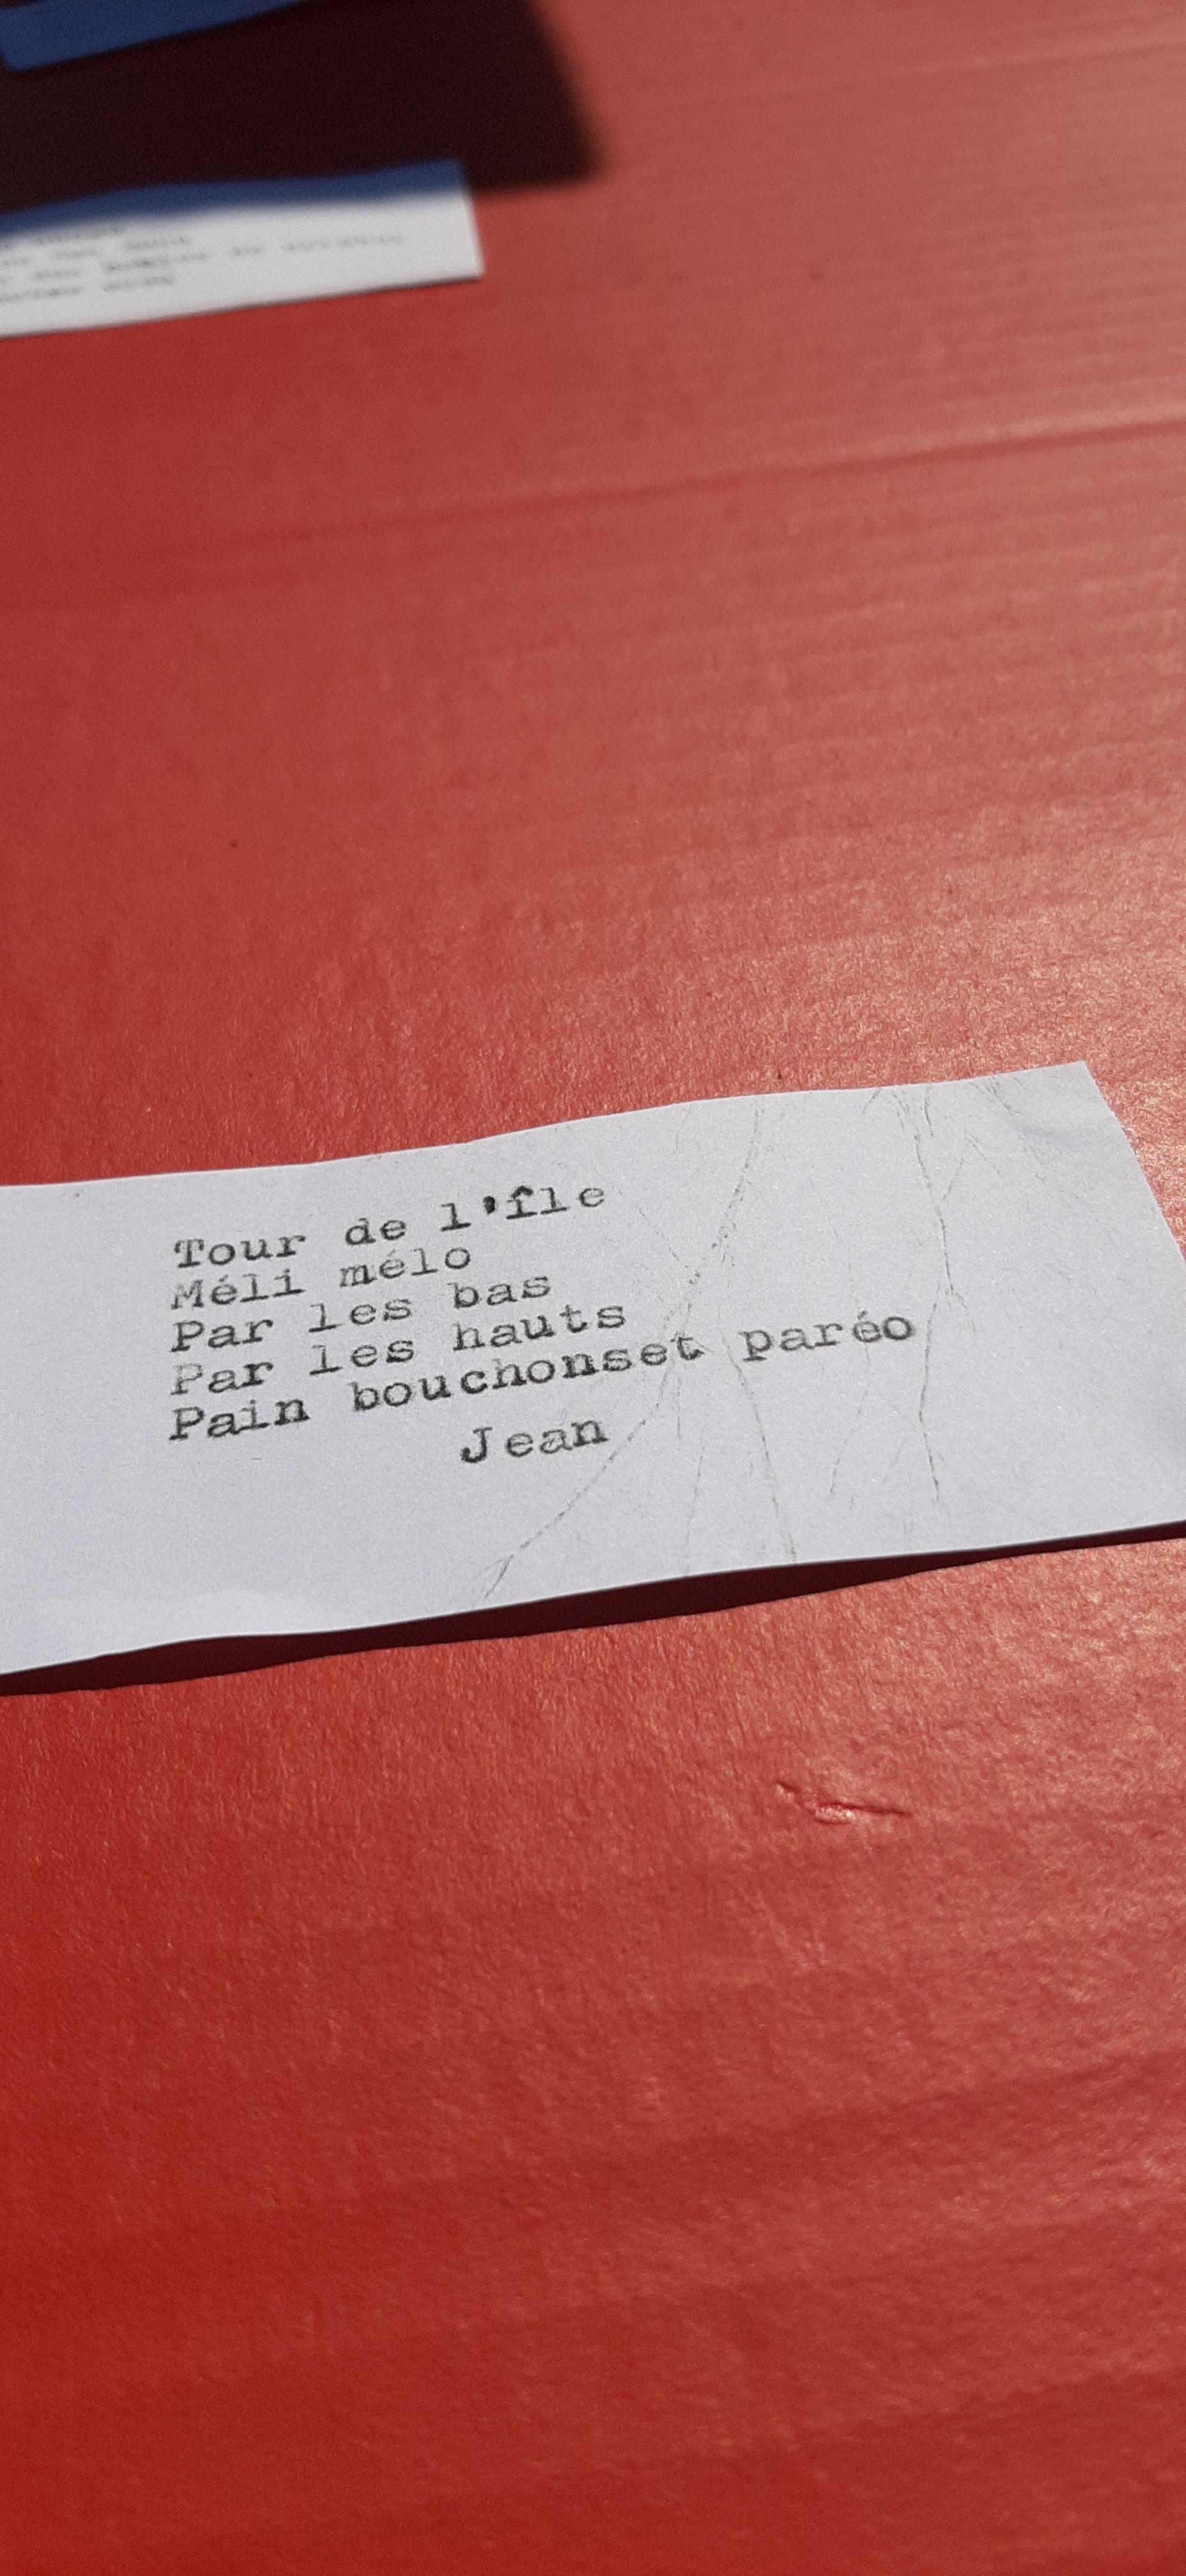 Tour de l'île
Méli mélo
Par les bas
Par les hauts
Pain bouchonset paréo
Jean